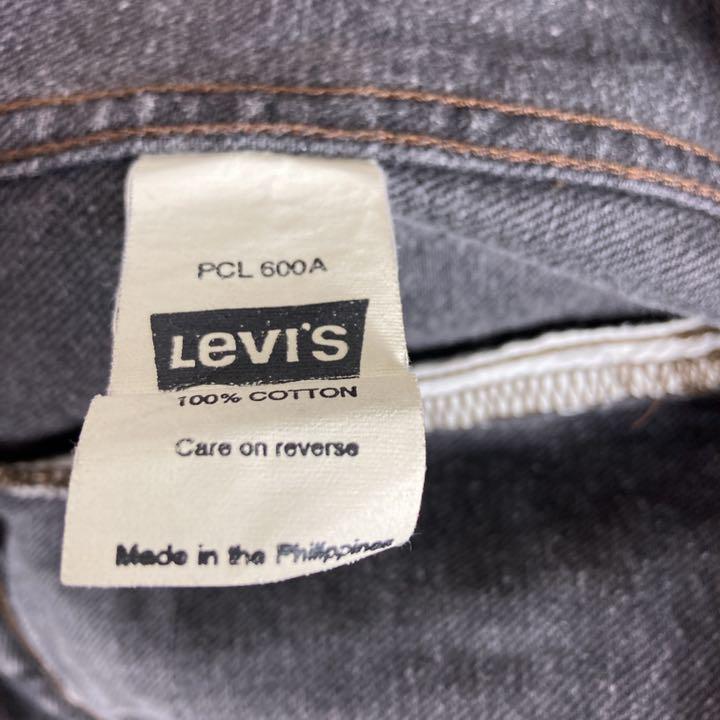 PCL 600A
Levi's
100% COTTON
Care on reverse
Made in the Philippines